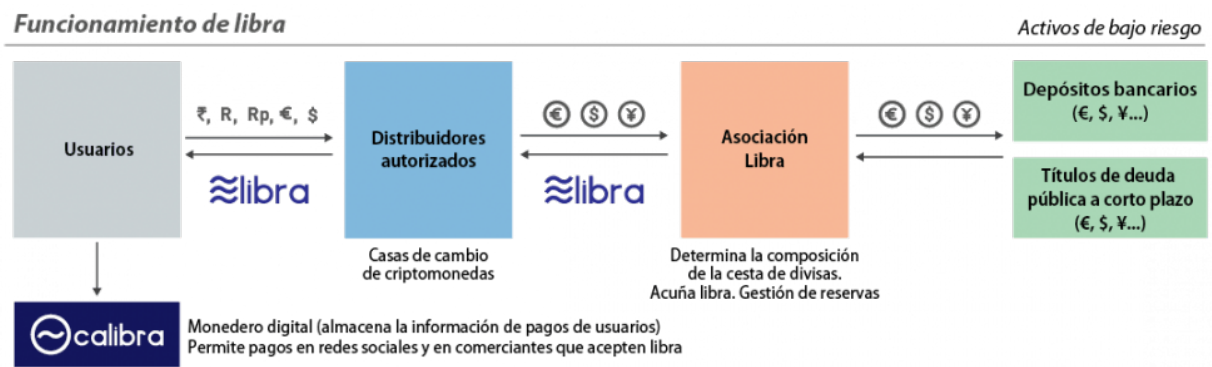 Funcionamiento de libra
Activos de bajo riesgo
Usuarios
₹, R, Rp, €, $
libra
Distribuidores
autorizados
Casas de cambio
de criptomonedas
€ $ ¥
libra
Asociación
Libra
Determina la composición
de la cesta de divisas.
Acuña libra. Gestión de reservas
€ $ ¥
Depósitos bancarios
(€, $, ¥...)
Títulos de deuda
pública a corto plazo
(€, $, ¥...)
calibra
Monedero digital (almacena la información de pagos de usuarios)
Permite pagos en redes sociales y en comerciantes que acepten libra